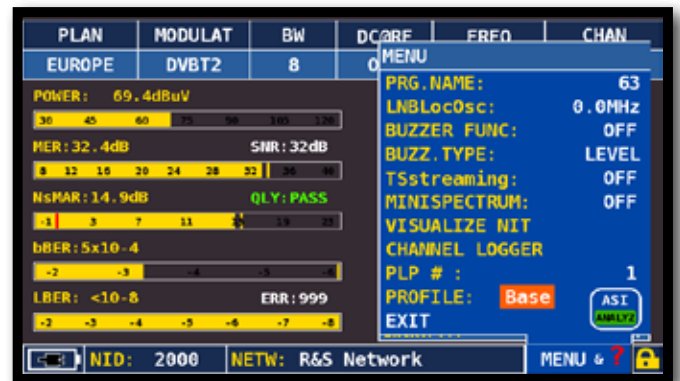 PLAN MODULAT BW DC@RF FREQ CHAN
EUROPE DVBT2 8 0
MENU
PRG.NAME: 63
LNBLocOsc: 0.0MHz
BUZZER FUNC: OFF
BUZZ.TYPE: LEVEL
TSstreaming: OFF
MINISPECTRUM: OFF
VISUALIZE NIT
CHANNEL LOGGER
PLP # : 1
PROFILE: Base
EXIT
ASI
ANALYZ
POWER: 69.4dBuV
30 45 60 75 90 105 120
MER:32.4dB SNR:32dB
8 12 16 20 24 28 32 36 40
NsMAR:14.9dB QLY:PASS
-1 3 7 11 19 23
bBER:5x10-4
-2 -3 -4 -5 -6
LBER: <10-8 ERR:999
-2 -3 -4 -5 -6 -7 -8
NID: 2000 NETW: R&S Network MENU & ?